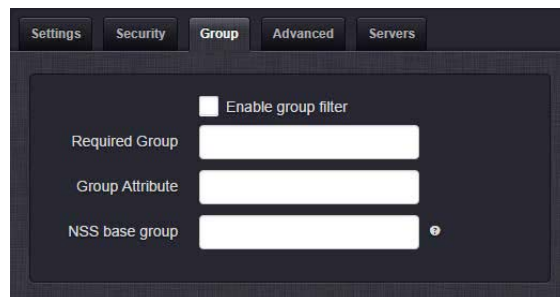 Settings Security Group Advanced Servers
Enable group filter
Required Group
Group Attribute
NSS base group